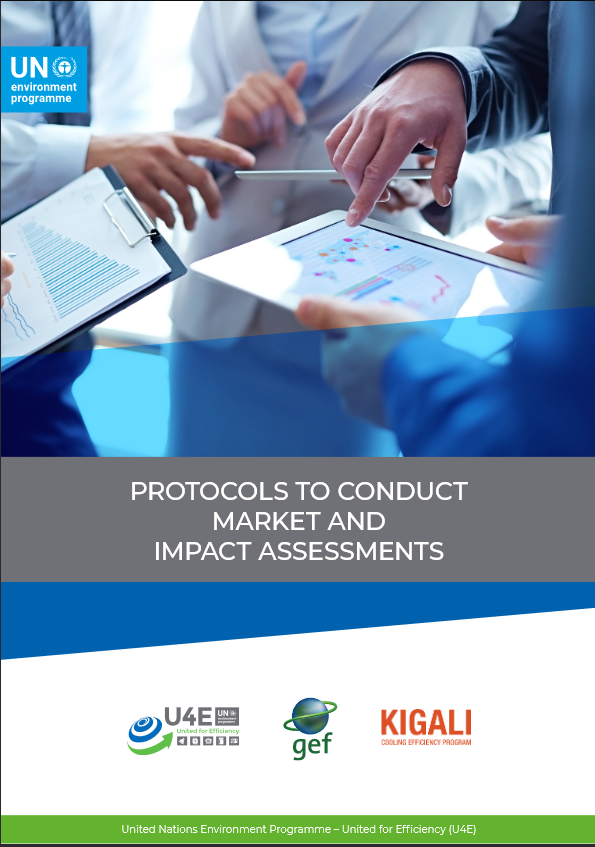 UN
environment
programme
PROTOCOLS TO CONDUCT
MARKET AND
IMPACT ASSESSMENTS
U4E
UN
environment
programme
United for Efficiency
gef
KIGALI
COOLING EFFICIENCY PROGRAM
United Nations Environment Programme – United for Efficiency (U4E)